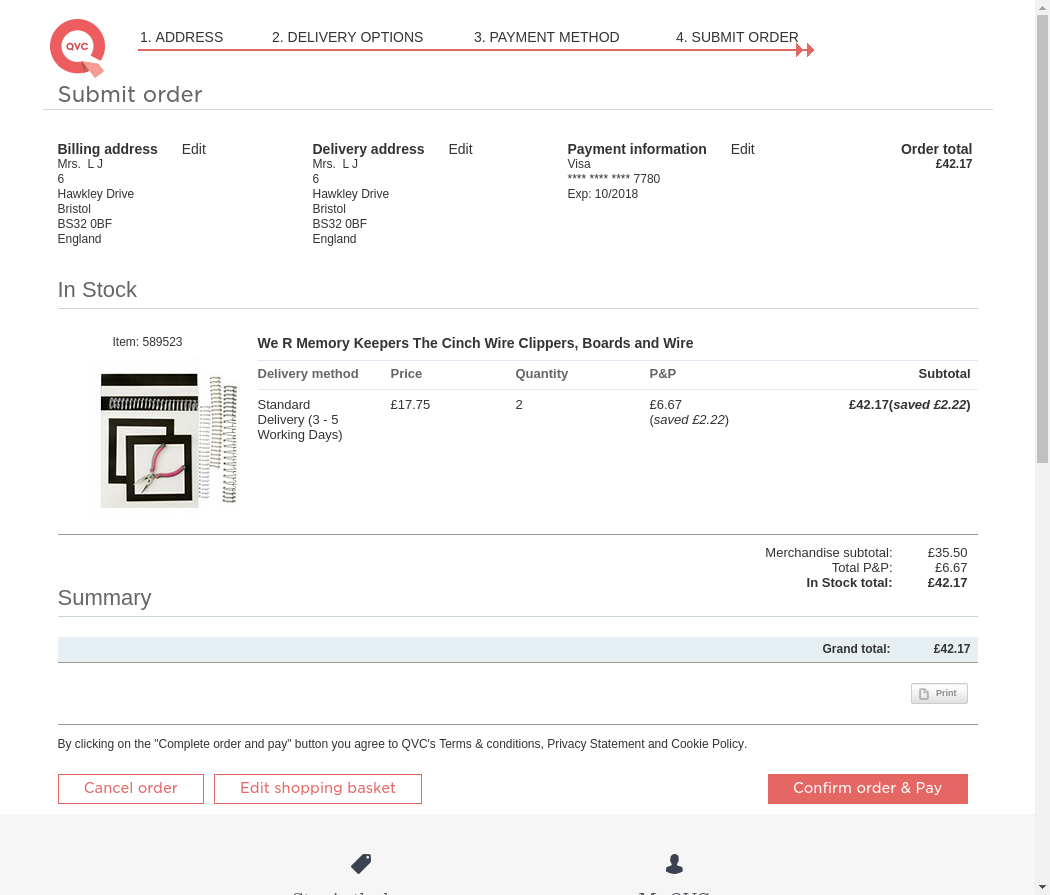 QVC
1. ADDRESS 2. DELIVERY OPTIONS 3. PAYMENT METHOD 4. SUBMIT ORDER
Submit order
Billing address Edit
Mrs. L J
6
Hawkley Drive
Bristol
BS32 0BF
England
Delivery address Edit
Mrs. L J
6
Hawkley Drive
Bristol
BS32 0BF
England
Payment information Edit
Visa
**** **** **** 7780
Exp: 10/2018
Order total
£42.17
In Stock
Item: 589523
We R Memory Keepers The Cinch Wire Clippers, Boards and Wire
Delivery method Price Quantity P&P Subtotal
Standard £17.75 2 £6.67 £42.17(saved £2.22)
Delivery (3 - 5 (saved £2.22)
Working Days)
Merchandise subtotal: £35.50
Total P&P: £6.67
In Stock total: £42.17
Summary
Grand total: £42.17
Print
By clicking on the "Complete order and pay" button you agree to QVC's Terms & conditions, Privacy Statement and Cookie Policy.
Cancel order Edit shopping basket Confirm order & Pay